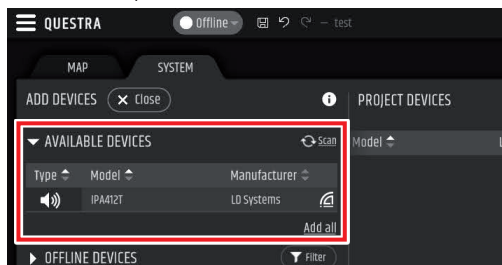 QUESTRA Offline – test
MAP SYSTEM
ADD DEVICES Close i PROJECT DEVICES
AVAILABLE DEVICES Scan Model
Type Model Manufacturer
IPA412T LD Systems
Add all
OFFLINE DEVICES Filter